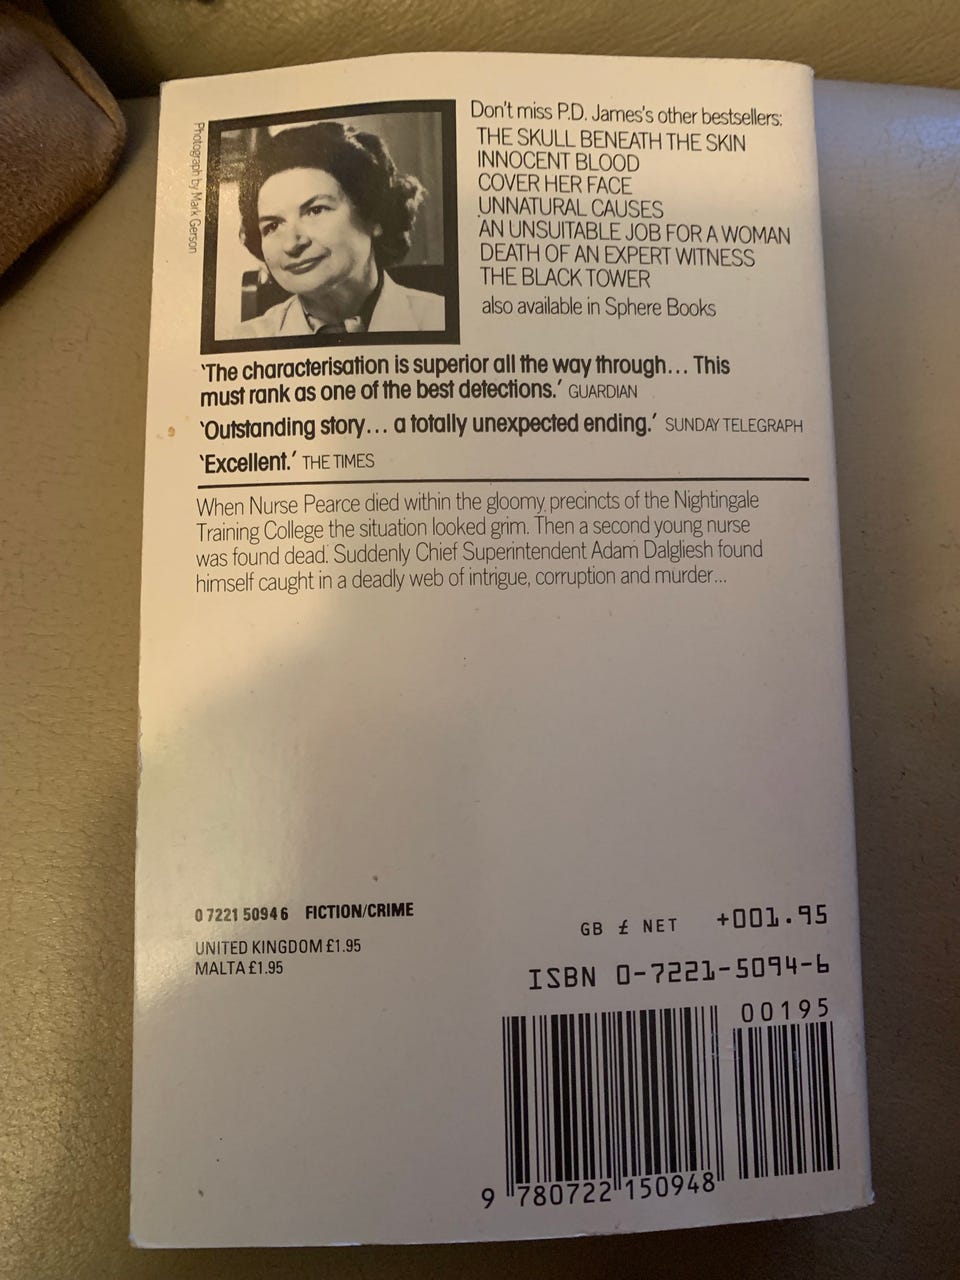 Photograph by Mark Gerson
Don't miss P.D. James's other bestsellers:
THE SKULL BENEATH THE SKIN
INNOCENT BLOOD
COVER HER FACE
UNNATURAL CAUSES
AN UNSUITABLE JOB FOR A WOMAN
DEATH OF AN EXPERT WITNESS
THE BLACK TOWER
also available in Sphere Books
'The characterisation is superior all the way through... This
must rank as one of the best detections.' GUARDIAN
'Outstanding story... a totally unexpected ending.' SUNDAY TELEGRAPH
'Excellent.' THE TIMES
When Nurse Pearce died within the gloomy precincts of the Nightingale
Training College the situation looked grim. Then a second young nurse
was found dead. Suddenly Chief Superintendent Adam Dalgliesh found
himself caught in a deadly web of intrigue, corruption and murder...
0 7221 5094 6 FICTION/CRIME
UNITED KINGDOM £1.95
MALTA £1.95
GB £ NET +001.95
ISBN 0-7221-5094-6
00195
9 780722 150948